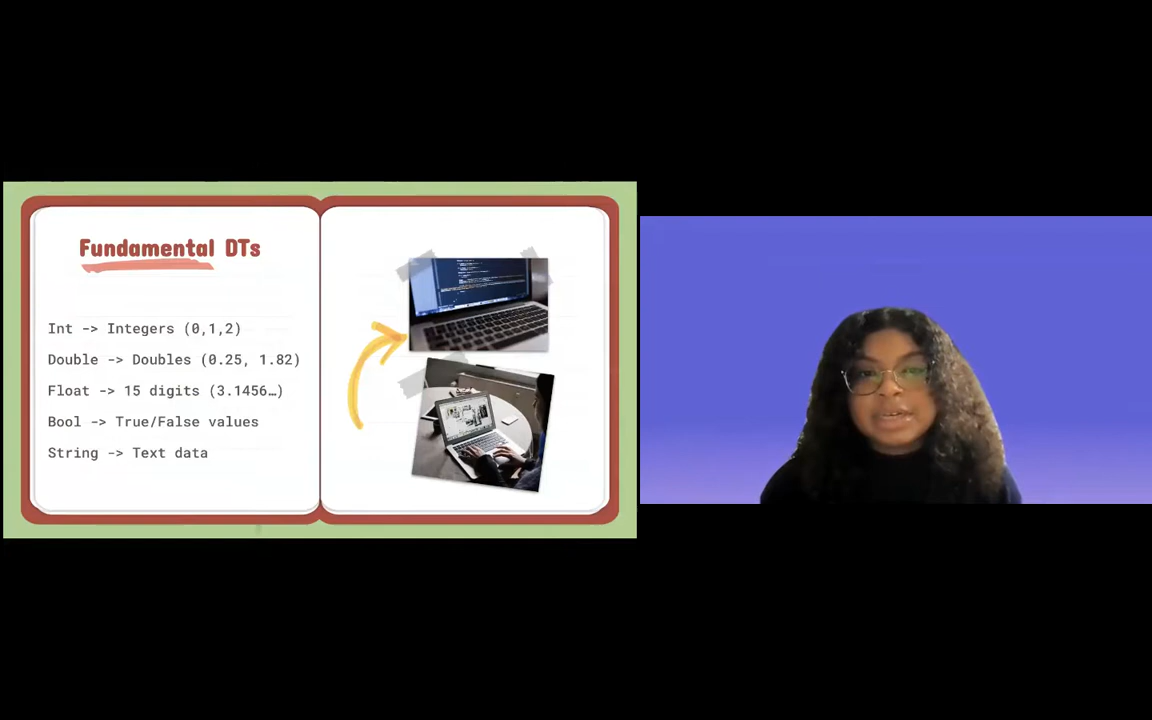 Fundamental DTs
Int -> Integers (0,1,2)
Double -> Doubles (0.25, 1.82)
Float -> 15 digits (3.1456…)
Bool -> True/False values
String -> Text data